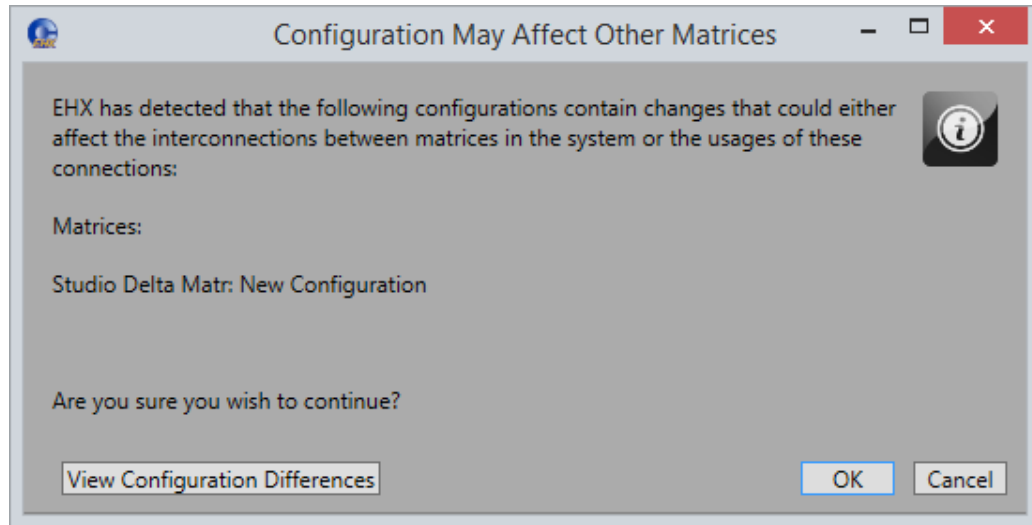 Configuration May Affect Other Matrices
EHX has detected that the following configurations contain changes that could either
affect the interconnections between matrices in the system or the usages of these
connections:
Matrices:
Studio Delta Matr: New Configuration
Are you sure you wish to continue?
View Configuration Differences
OK
Cancel